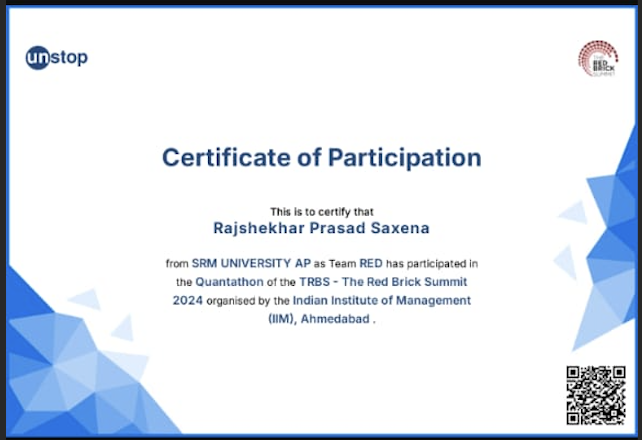 unstop
THE
RED
BRICK
SUMMIT
Certificate of Participation
This is to certify that
Rajshekhar Prasad Saxena
from SRM UNIVERSITY AP as Team RED has participated in
the Quantathon of the TRBS - The Red Brick Summit
2024 organised by the Indian Institute of Management
(IIM), Ahmedabad .